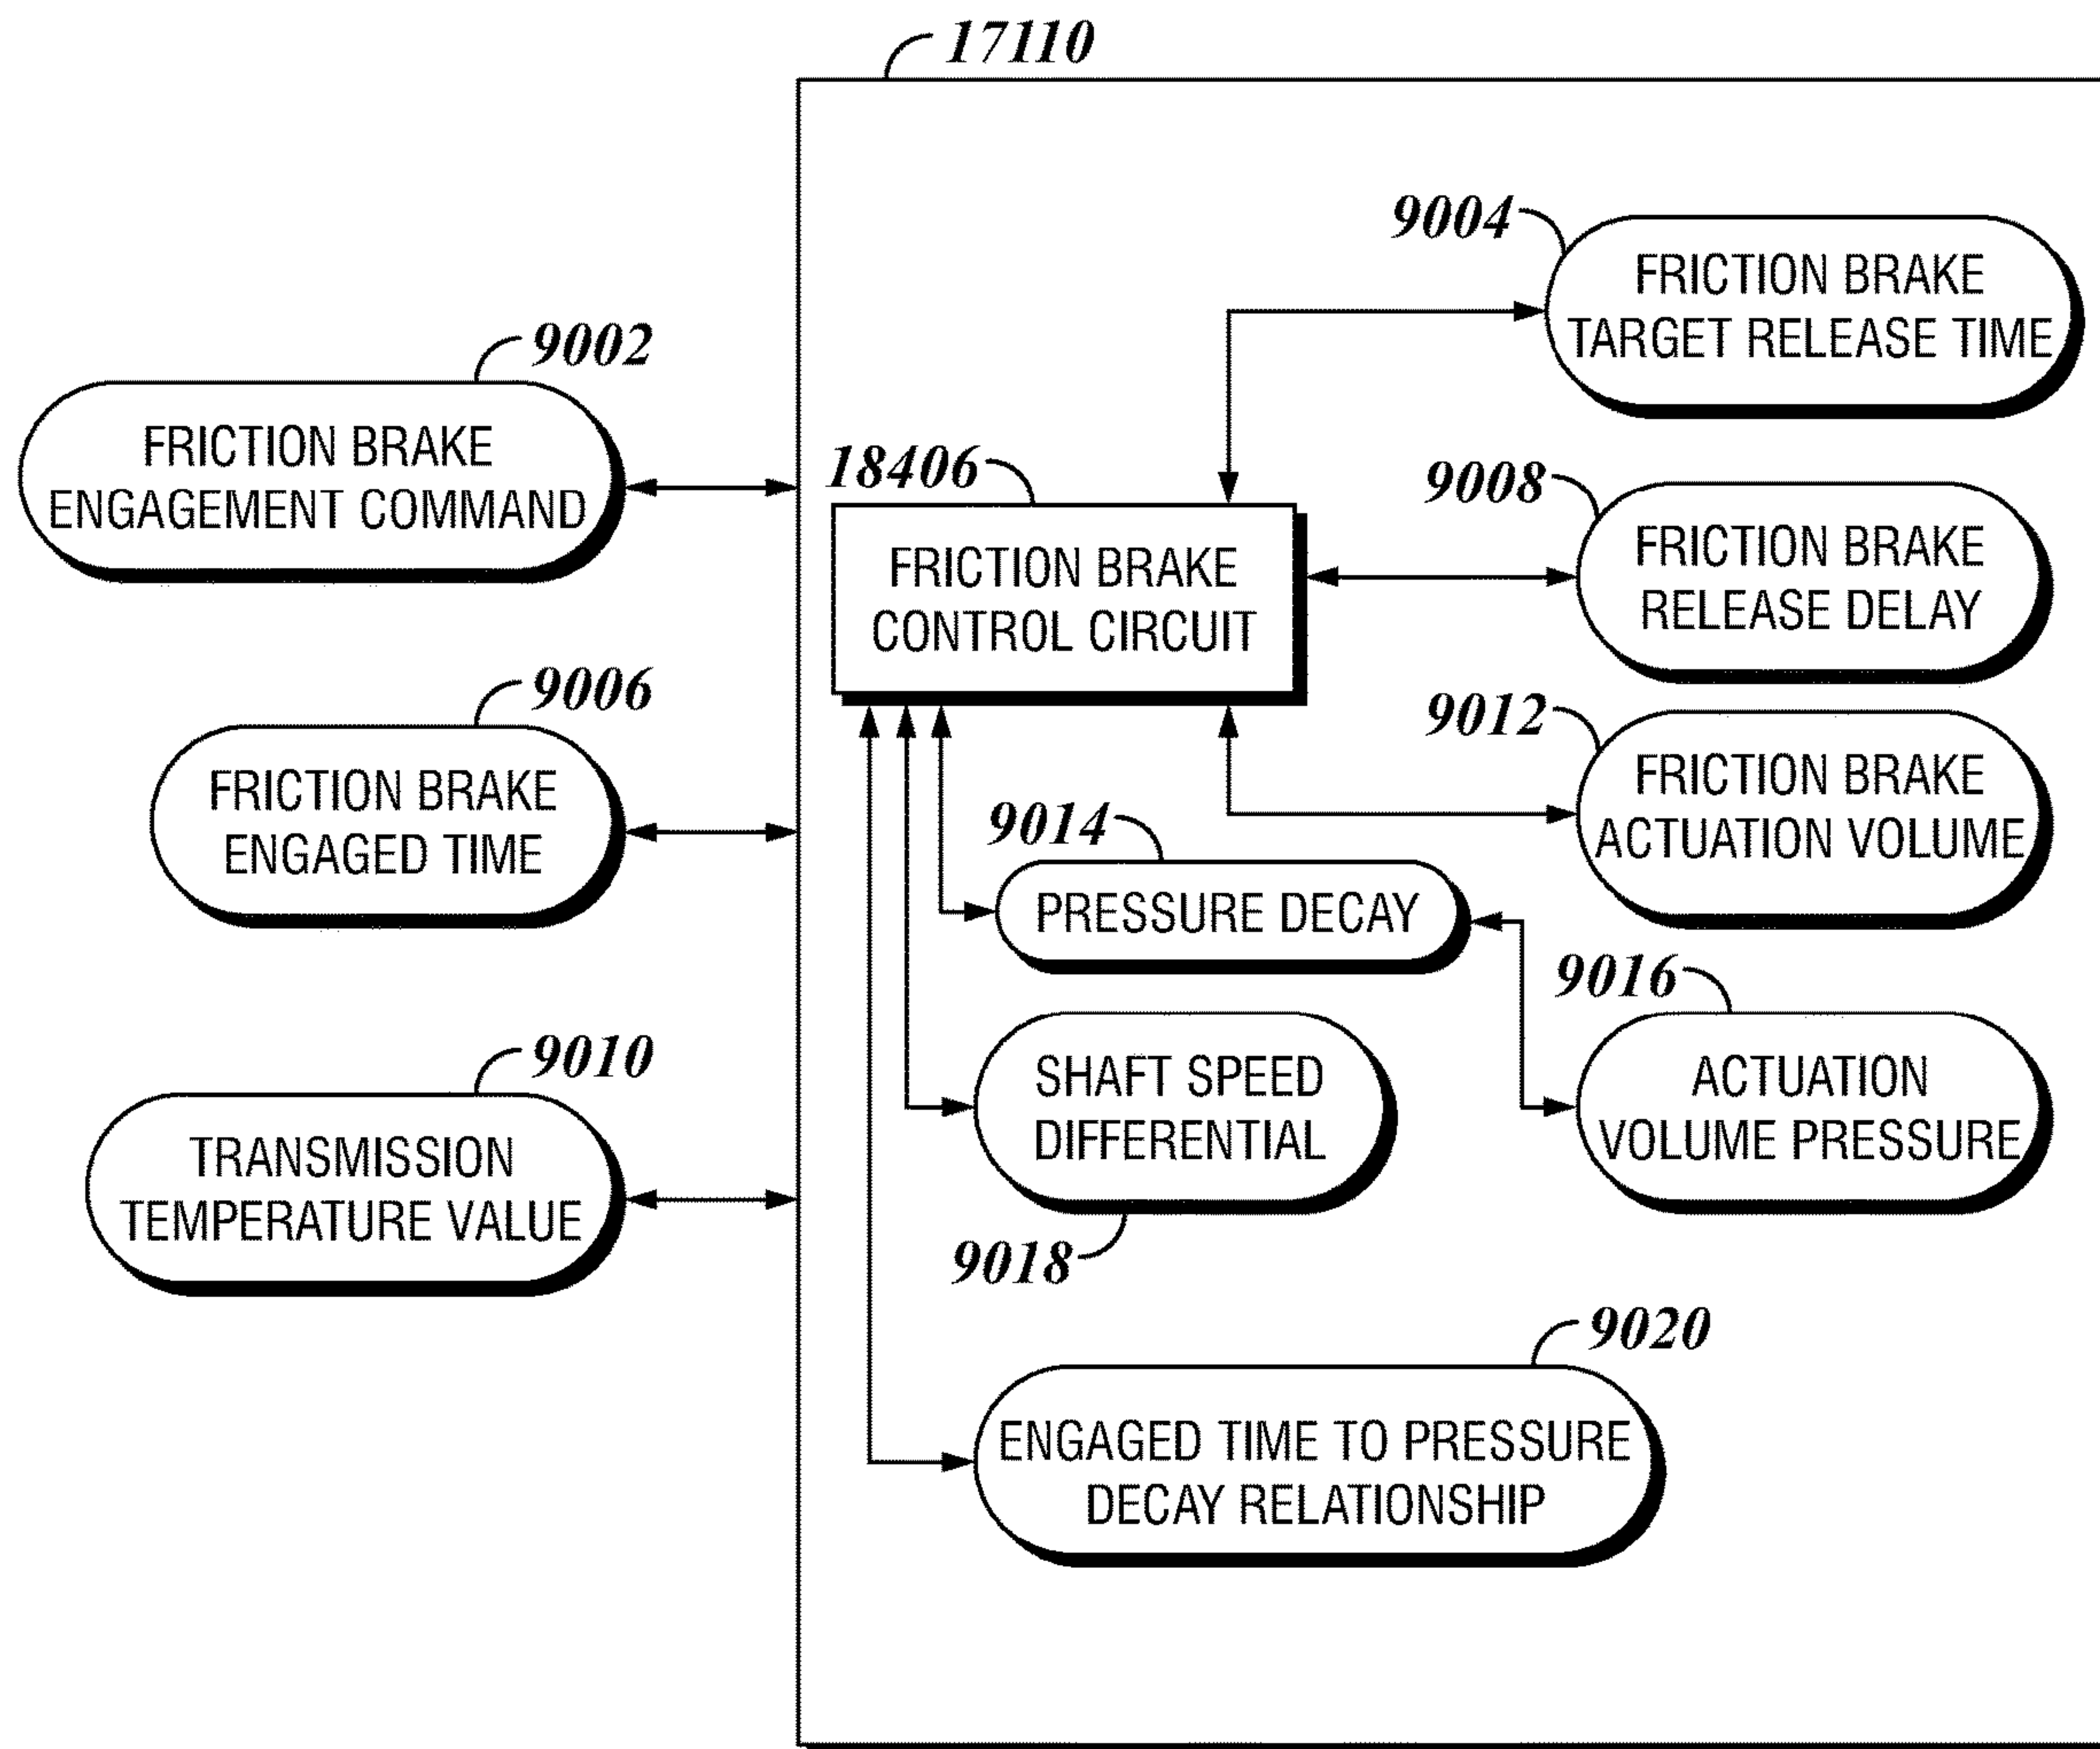 17110
9002
FRICTION BRAKE
ENGAGEMENT COMMAND
9006
FRICTION BRAKE
ENGAGED TIME
9010
TRANSMISSION
TEMPERATURE VALUE
9004
FRICTION BRAKE
TARGET RELEASE TIME
18406
FRICTION BRAKE
CONTROL CIRCUIT
9008
FRICTION BRAKE
RELEASE DELAY
9012
FRICTION BRAKE
ACTUATION VOLUME
9014
PRESSURE DECAY
9016
ACTUATION
VOLUME PRESSURE
SHAFT SPEED
DIFFERENTIAL
9018
9020
ENGAGED TIME TO PRESSURE
DECAY RELATIONSHIP